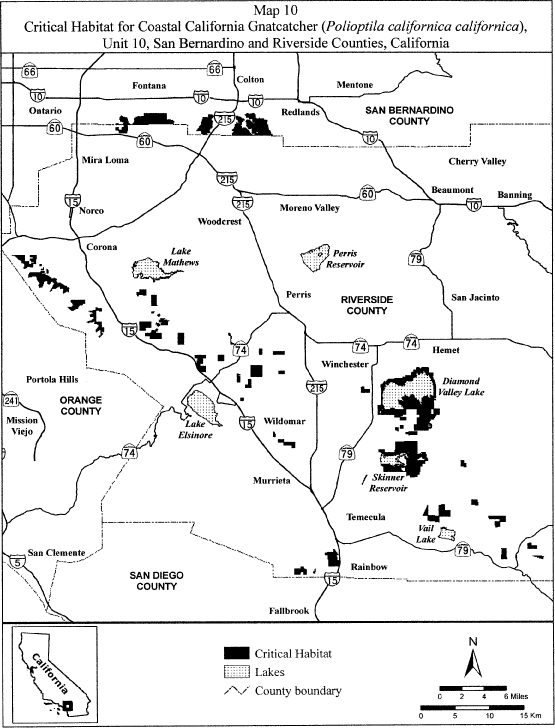 Map 10
Critical Habitat for Coastal California Gnatcatcher (Polioptila californica californica),
Unit 10, San Bernardino and Riverside Counties, California
66
66
Colton
Fontana
Mentone
10
10
10
Ontario
Redlands
SAN BERNARDINO
COUNTY
215
60
60
10
Mira Loma
Cherry Valley
215
60
Beaumont
Banning
15
215
10
Norco
Moreno Valley
Woodcrest
Corona
Lake
Mathews
Perris
Reservoir
79
Perris
San Jacinto
RIVERSIDE
COUNTY
15
74
74
74
Hemet
Winchester
Portola Hills
Diamond
Valley Lake
241
ORANGE
COUNTY
215
Mission
Viejo
Lake
Elsinore
15
Wildomar
74
79
Skinner
Reservoir
Murrieta
Temecula
Vail
Lake
79
San Clemente
5
SAN DIEGO
COUNTY
Rainbow
15
Fallbrook
California
Critical Habitat
Lakes
County boundary
N
0 2 4 6 Miles
0 5 10 15 Km